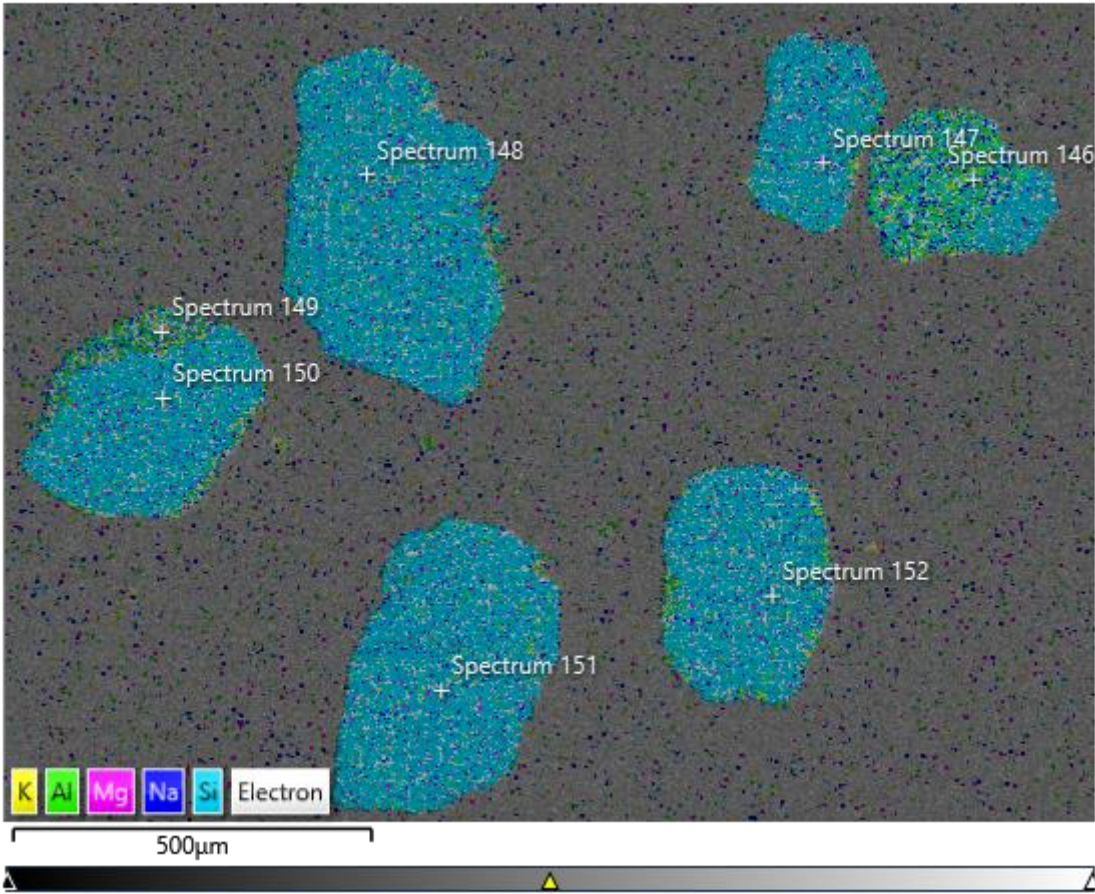 Spectrum 148
Spectrum 147
Spectrum 146
Spectrum 149
Spectrum 150
Spectrum 152
Spectrum 151
K Al Mg Na Si Electron
500μm